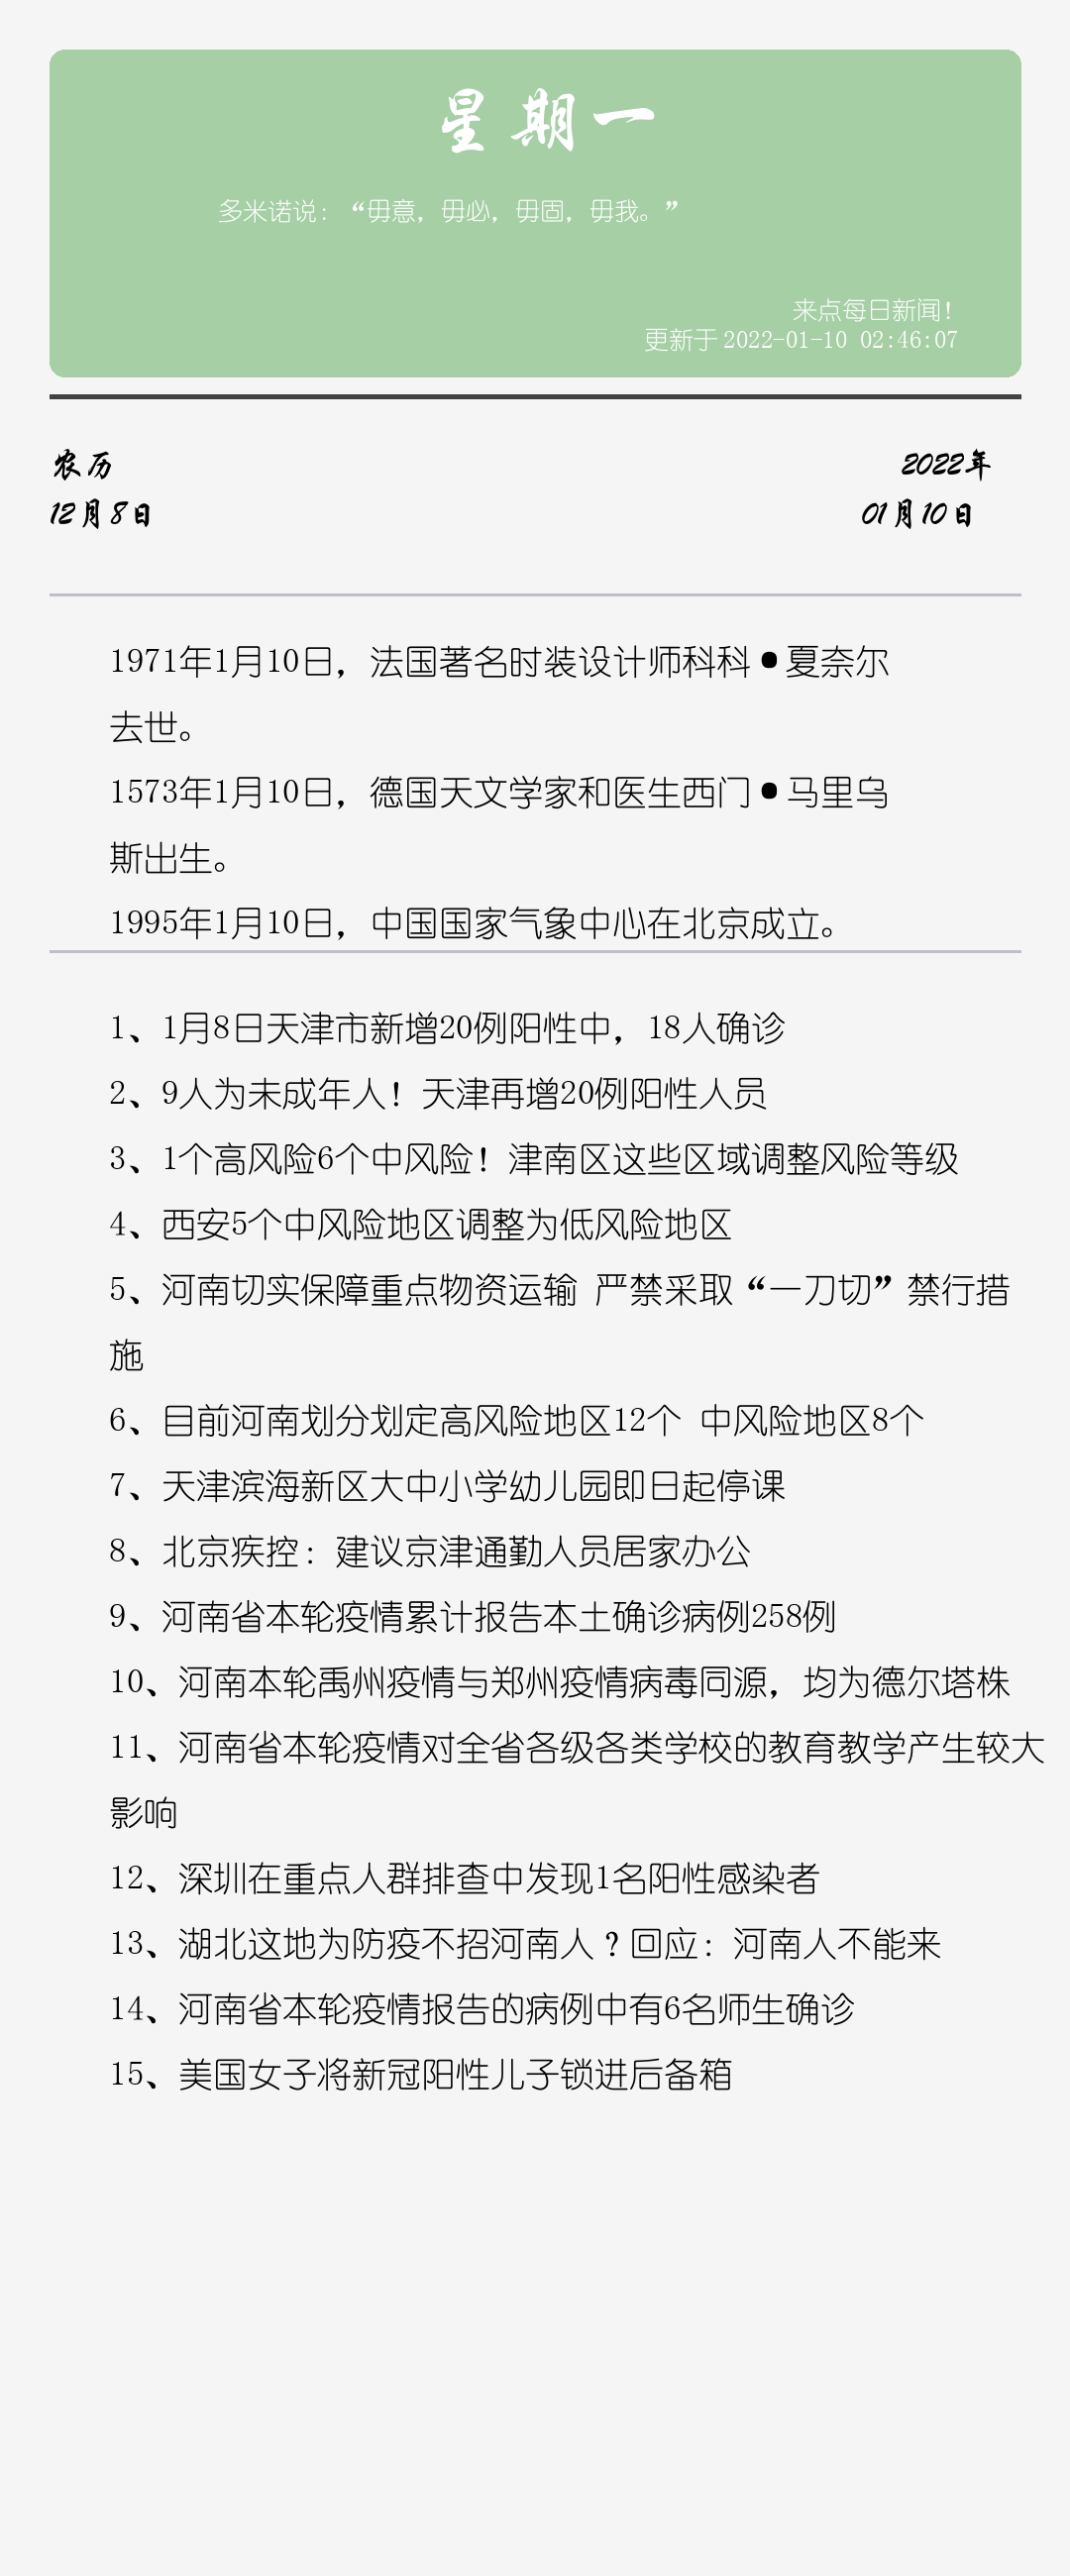 星期一
多米诺说：“毋意，毋必，毋固，毋我。”
来点每日新闻！
更新于2022-01-10 02:46:07
农历
2022年
12月8日
01月10日
1971年1月10日，法国著名时装设计师科科•夏奈尔
去世。
1573年1月10日，德国天文学家和医生西门•马里乌
斯出生。
1995年1月10日，中国国家气象中心在北京成立。
1、1月8日天津市新增20例阳性中，18人确诊
2、9人为未成年人！天津再增20例阳性人员
3、1个高风险6个中风险！津南区这些区域调整风险等级
4、西安5个中风险地区调整为低风险地区
5、河南切实保障重点物资运输 严禁采取“一刀切”禁行措
施
6、目前河南划分划定高风险地区12个 中风险地区8个
7、天津滨海新区大中小学幼儿园即日起停课
8、北京疾控：建议京津通勤人员居家办公
9、河南省本轮疫情累计报告本土确诊病例258例
10、河南本轮禹州疫情与郑州疫情病毒同源，均为德尔塔株
11、河南省本轮疫情对全省各级各类学校的教育教学产生较大
影响
12、深圳在重点人群排查中发现1名阳性感染者
13、湖北这地为防疫不招河南人？回应：河南人不能来
14、河南省本轮疫情报告的病例中有6名师生确诊
15、美国女子将新冠阳性儿子锁进后备箱